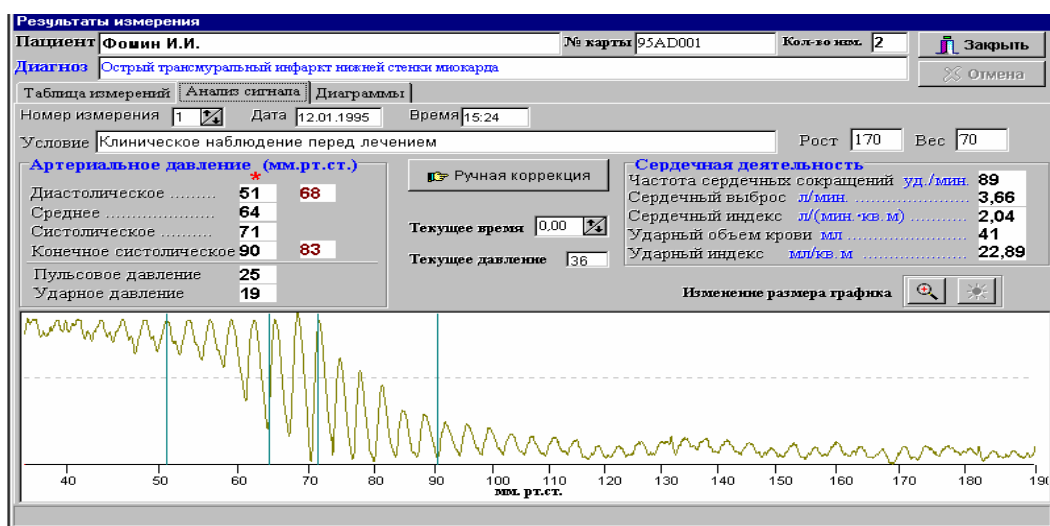 Результаты измерения
Пациент Фомин И.И. № карты 95AD001 Кол-во изм. 2 Закрыть
Диагноз Острый трансмуральный инфаркт нижней стенки миокарда Отмена
Таблица измерений Анализ сигнала Диаграммы
Номер измерения 1 Дата 12.01.1995 Время 15:24
Условие Клиническое наблюдение перед лечением Рост 170 Вес 70
Артериальное давление (мм.рт.ст.)
*
Диастолическое ......... 51 68
Среднее ..................... 64
Систолическое .......... 71
Конечное систолическое 90 83
Пульсовое давление 25
Ударное давление 19
Ручная коррекция
Текущее время 0,00
Текущее давление 36
Сердечная деятельность
Частота сердечных сокращений уд./мин. 89
Сердечный выброс л/мин. ....................... 3,66
Сердечный индекс л/(мин.·кв.м) .......... 2,04
Ударный объем крови мл ....................... 41
Ударный индекс мл/кв.м .................... 22,89
Изменение размера графика
40 50 60 70 80 90 100 110 120 130 140 150 160 170 180 190
мм. рт.ст.